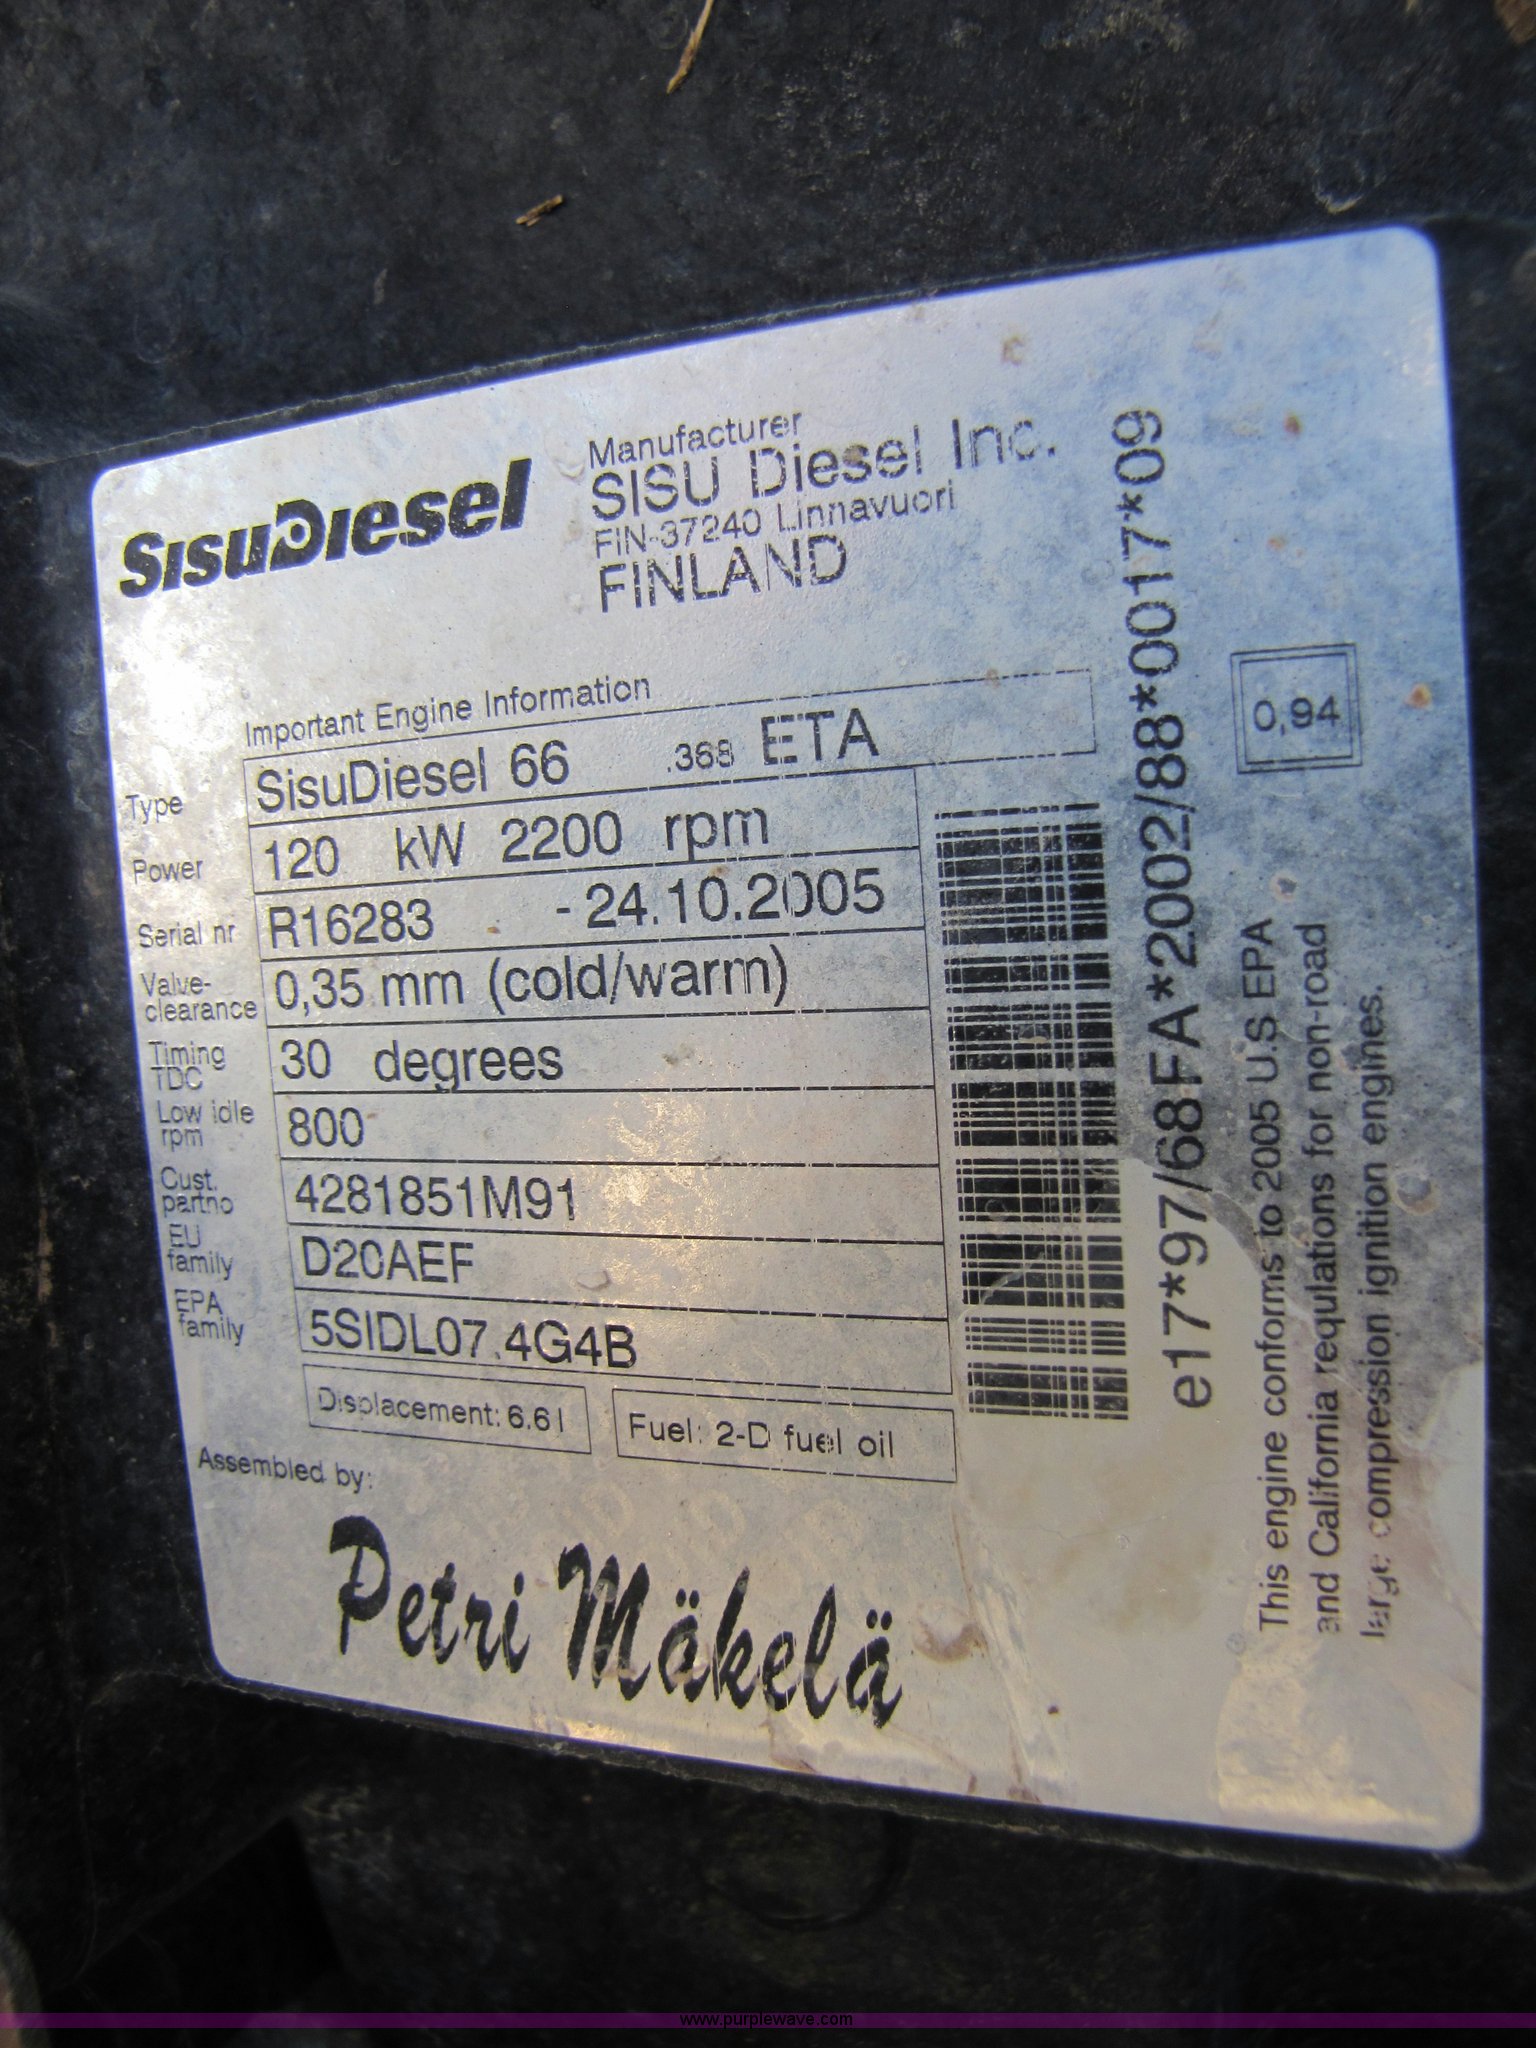 SisuDiesel
Manufacturer
SISU Diesel Inc.
FIN-37240 Linnavuori
FINLAND
Important Engine Information
Type SisuDiesel 66 .368 ETA
Power 120 kW 2200 rpm
Serial nr R16283 - 24.10.2005
Valve-
clearance 0,35 mm (cold/warm)
Timing
TDC 30 degrees
Low idle
rpm 800
Cust.
partno 4281851M91
EU
family D20AEF
EPA
family 5SIDL07.4G4B
Displacement: 6.6 l
Fuel: 2-D fuel oil
Assembled by:
Petri Mäkelä
e17*97/68FA*2002/88*0017*09
0,94
This engine conforms to 2005 U.S EPA
and California regulations for non-road
large compression ignition engines.
www.purplewave.com